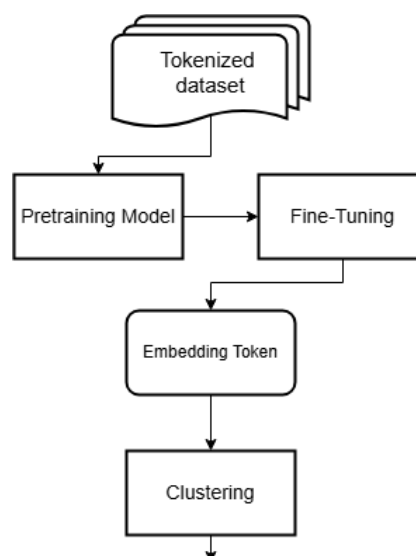 Tokenized
dataset
Pretraining Model
Fine-Tuning
Embedding Token
Clustering